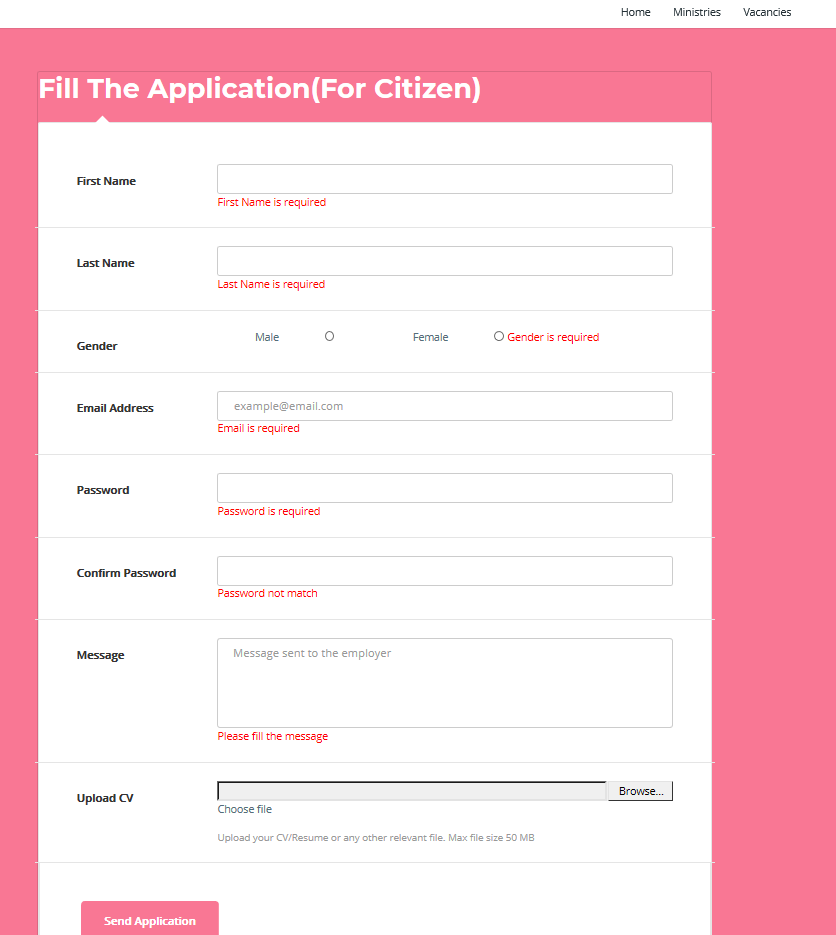 Home Ministries Vacancies
Fill The Application(For Citizen)
First Name
First Name is required
Last Name
Last Name is required
Gender Male Female Gender is required
Email Address example@email.com
Email is required
Password
Password is required
Confirm Password
Password not match
Message Message sent to the employer
Please fill the message
Upload CV Browse...
Choose file
Upload your CV/Resume or any other relevant file. Max file size 50 MB
Send Application